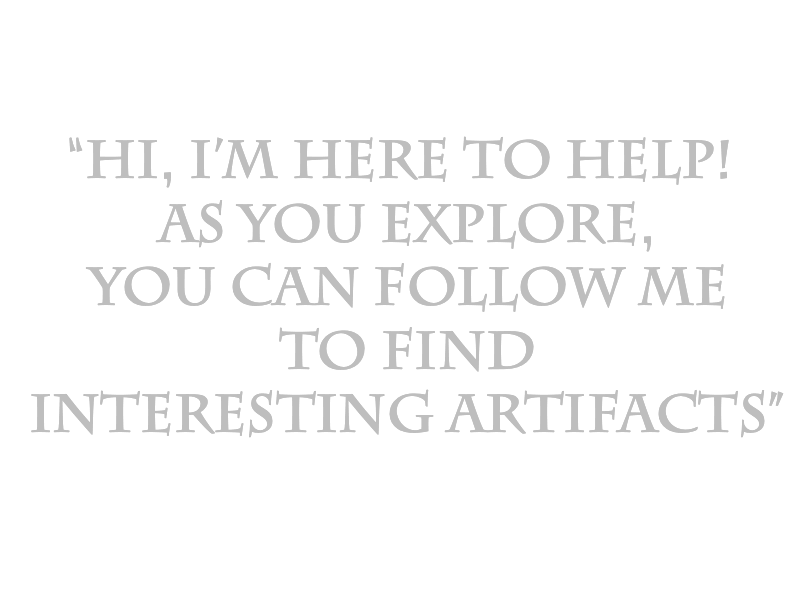 “HI, I'M HERE TO HELP!
AS YOU EXPLORE,
YOU CAN FOLLOW ME
TO FIND
INTERESTING ARTIFACTS”